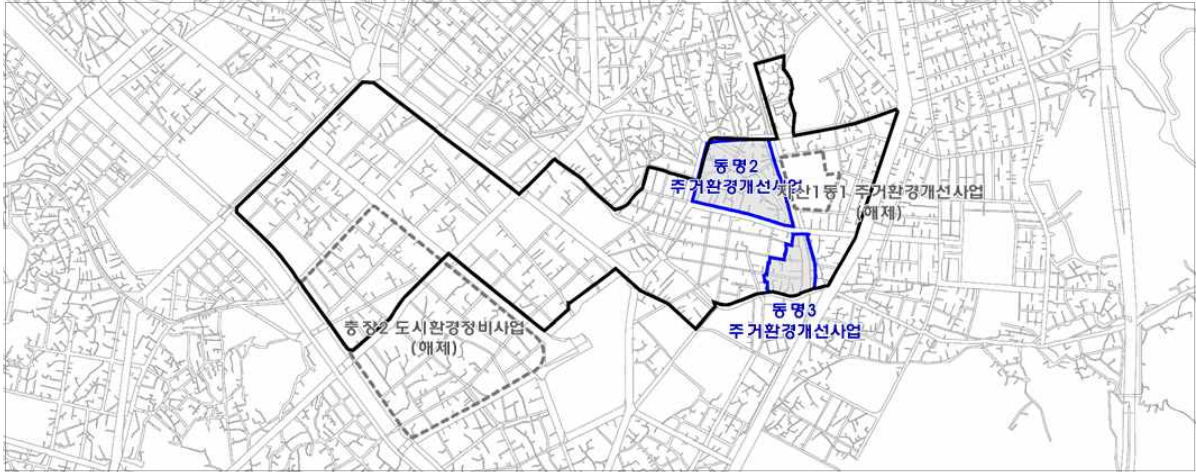 동명2
주거환경개선사업
지산1동1 주거환경개선사업
(해제)
동명3
주거환경개선사업
충장2 도시환경정비사업
(해제)